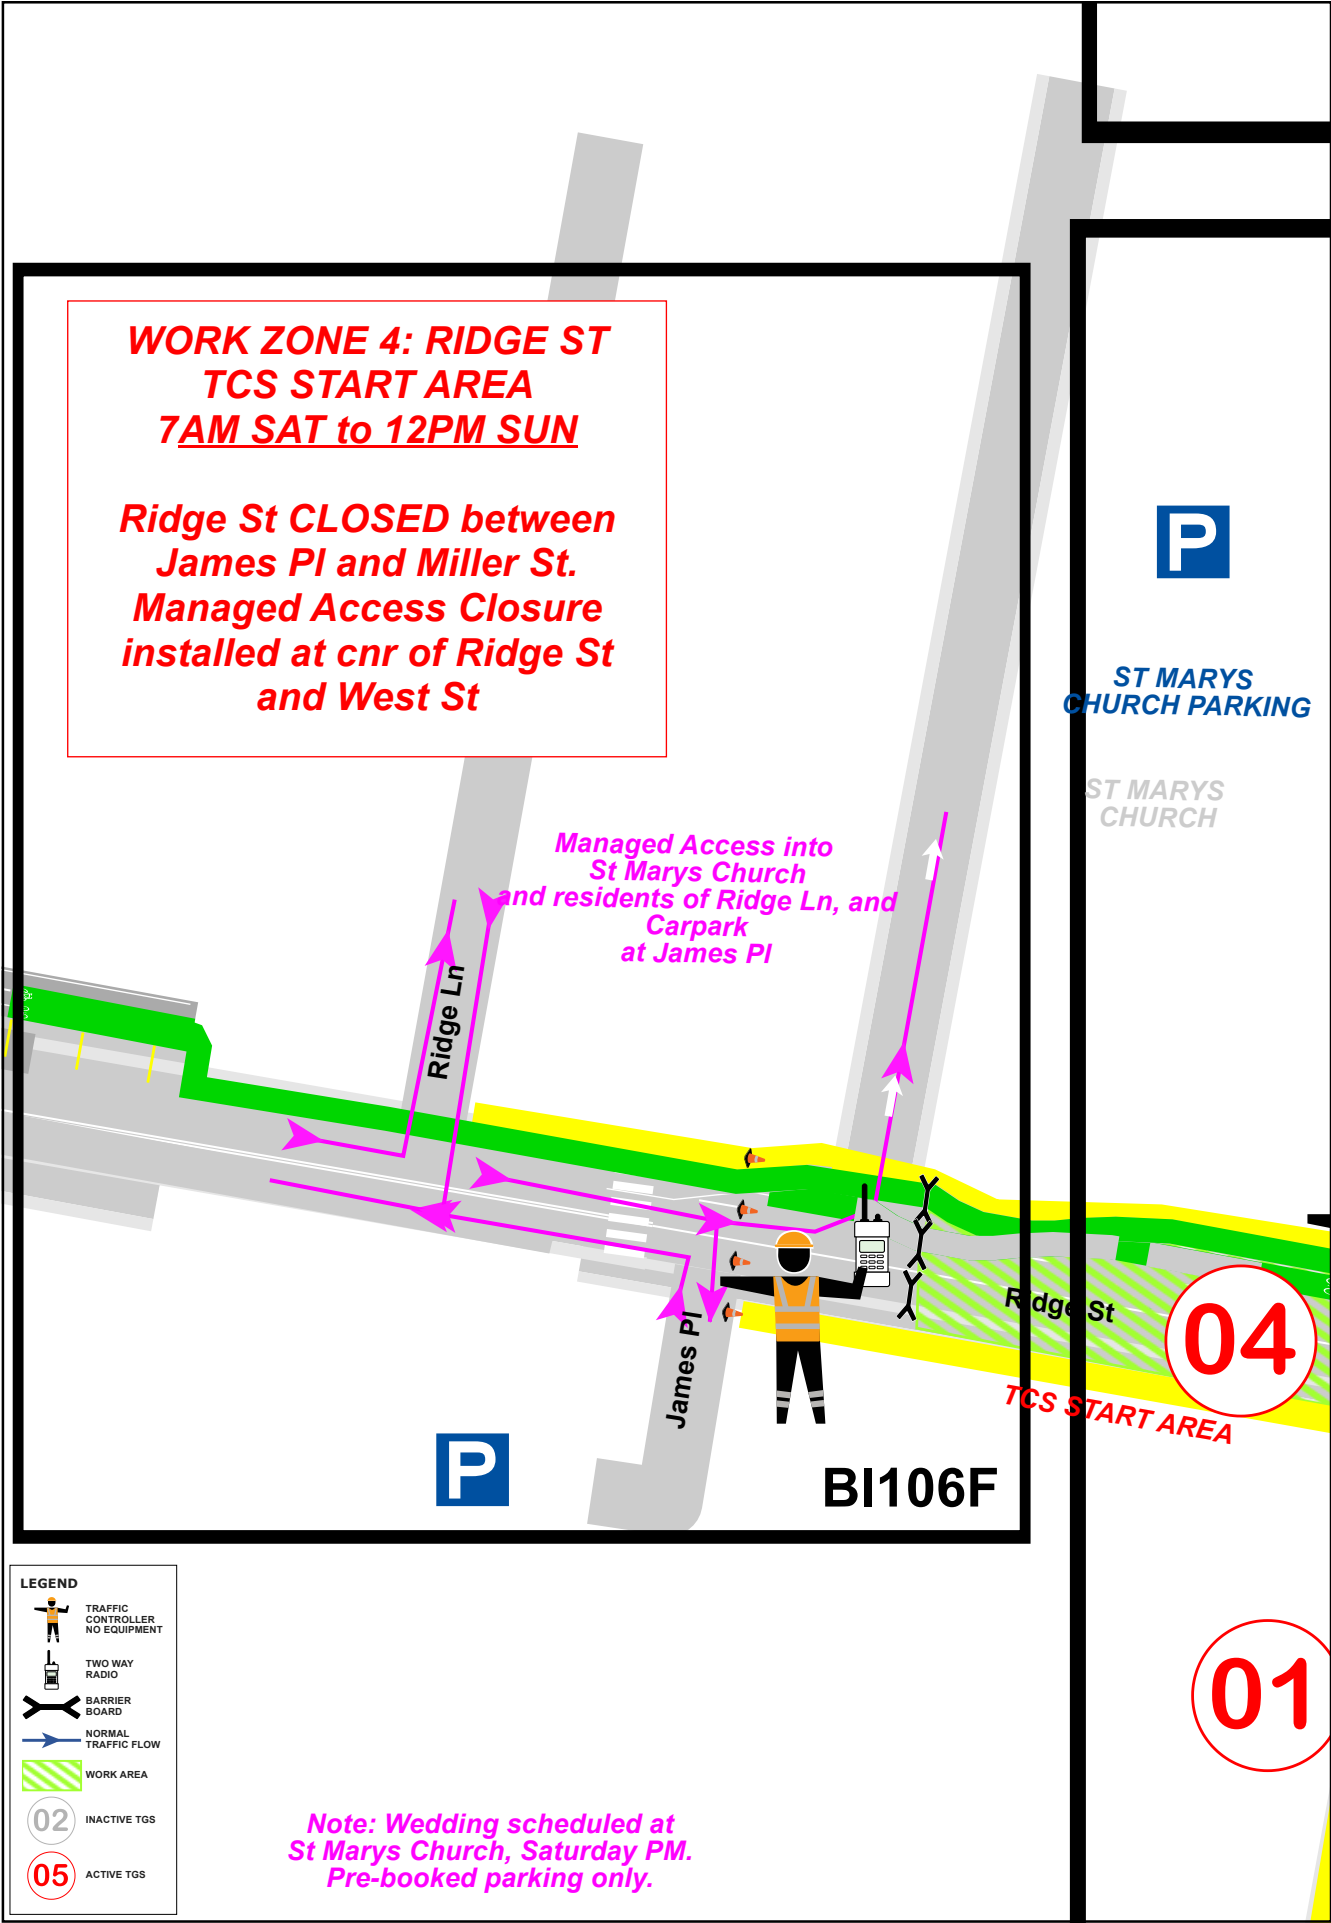 WORK ZONE 4: RIDGE ST
TCS START AREA
7AM SAT to 12PM SUN
Ridge St CLOSED between
James Pl and Miller St.
Managed Access Closure
installed at cnr of Ridge St
and West St
P
ST MARYS
CHURCH PARKING
ST MARYS
CHURCH
Managed Access into
St Marys Church
and residents of Ridge Ln, and
Carpark
at James Pl
Ridge Ln
Ridge St
04
TCS START AREA
James Pl
P
BI106F
LEGEND
TRAFFIC
CONTROLLER
NO EQUIPMENT
TWO WAY
RADIO
BARRIER
BOARD
NORMAL
TRAFFIC FLOW
WORK AREA
02
INACTIVE TGS
05
ACTIVE TGS
01
Note: Wedding scheduled at
St Marys Church, Saturday PM.
Pre-booked parking only.